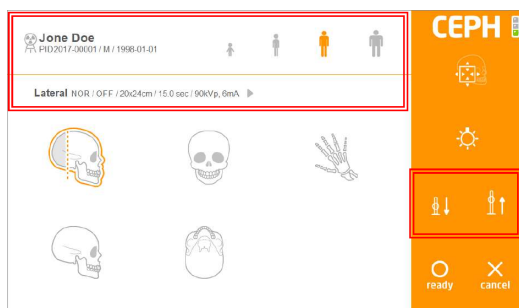 Jone Doe
PID2017-00001 / M / 1998-01-01
CEPH
Lateral NOR / OFF / 20x24cm / 15.0 sec / 90kVp, 6mA
ready
cancel